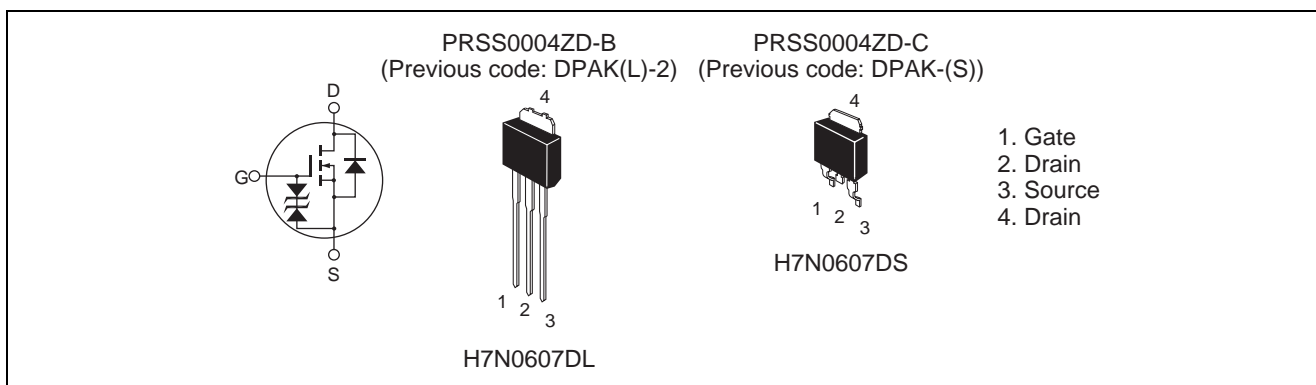 PRSS0004ZD-B
(Previous code: DPAK(L)-2)
PRSS0004ZD-C
(Previous code: DPAK-(S))
D
G
S
4
1
2
3
H7N0607DL
4
1
2
3
H7N0607DS
1. Gate
2. Drain
3. Source
4. Drain